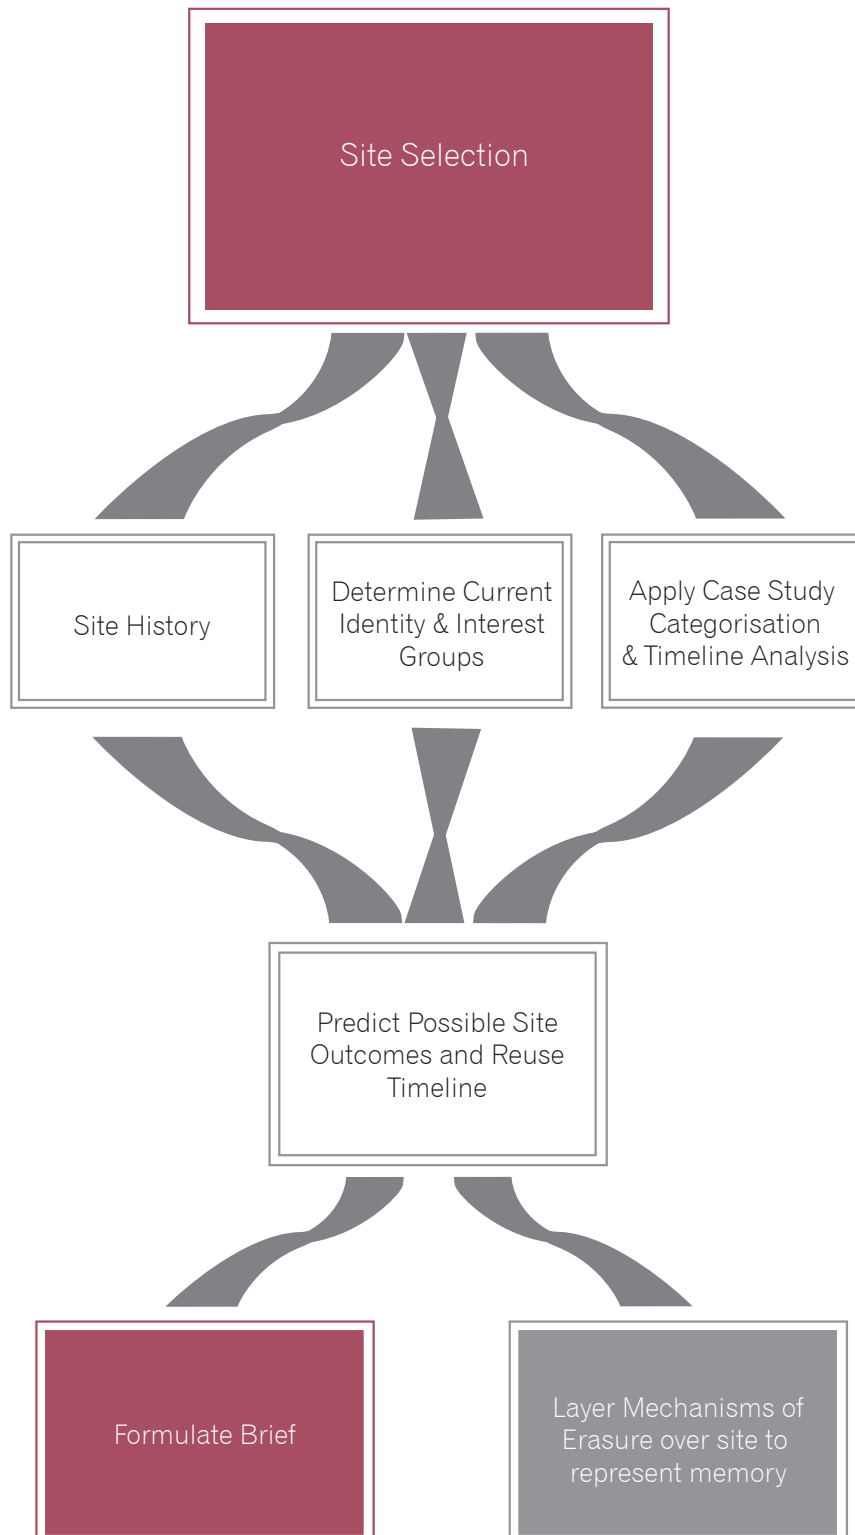 Site Selection
Site History
Determine Current
Identity & Interest
Groups
Apply Case Study
Categorisation
& Timeline Analysis
Predict Possible Site
Outcomes and Reuse
Timeline
Formulate Brief
Layer Mechanisms of
Erasure over site to
represent memory